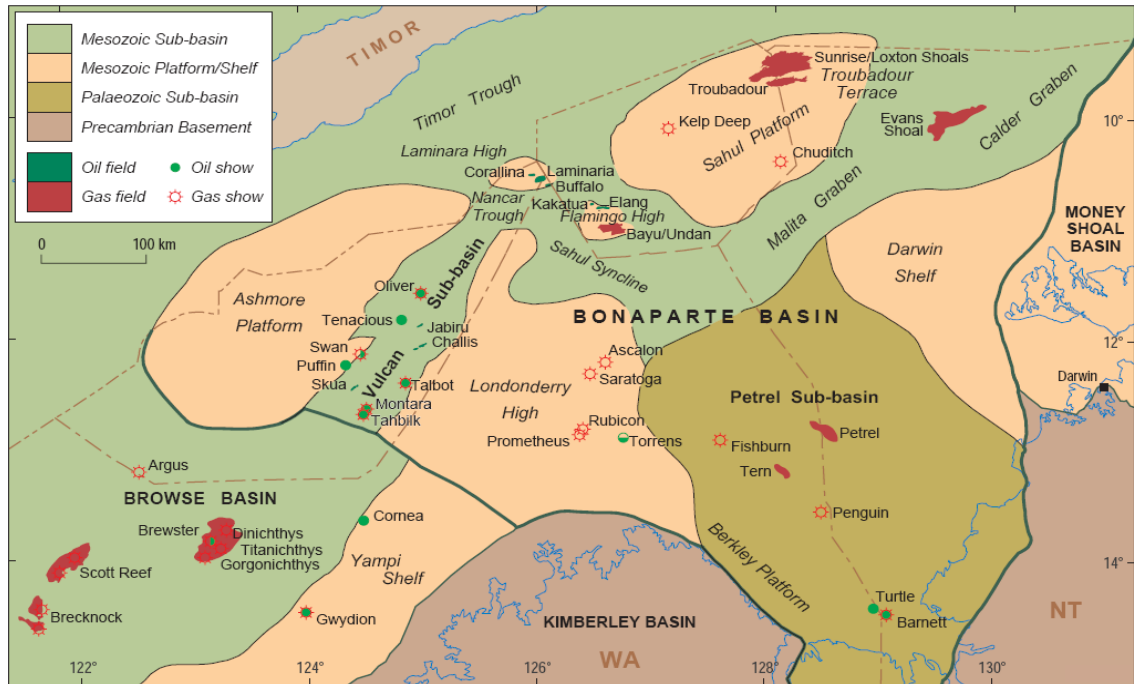 Mesozoic Sub-basin
Mesozoic Platform/Shelf
Palaeozoic Sub-basin
Precambrian Basement
Oil field
Oil show
Gas field
Gas show
0
100 km
TIMOR
Timor Trough
Sunrise/Loxton Shoals
Troubadour
Troubadour
Terrace
Kelp Deep
Sahul Platform
Chuditch
Evans
Shoal
Calder Graben
10°
Laminara High
Corallina
Laminaria
Buffalo
Nancar
Trough
Kakatua
Elang
Flamingo High
Bayu/Undan
Malita Graben
MONEY
SHOAL
BASIN
Sahul Syncline
Darwin
Shelf
Ashmore
Platform
Oliver
Vulcan Sub-basin
Tenacious
Jabiru
Challis
Swan
Puffin
Skua
Talbot
Montara
Tahbilk
BONAPARTE BASIN
12°
Ascalon
Saratoga
Londonderry
High
Darwin
Petrel Sub-basin
Rubicon
Prometheus
Torrens
Fishburn
Petrel
Tern
Argus
BROWSE BASIN
Penguin
Brewster
Dinichthys
Titanichthys
Gorgonichthys
Cornea
Scott Reef
Yampi
Shelf
Berkley Platform
14°
Brecknock
Gwydion
KIMBERLEY BASIN
Turtle
Barnett
NT
WA
122°
124°
126°
128°
130°